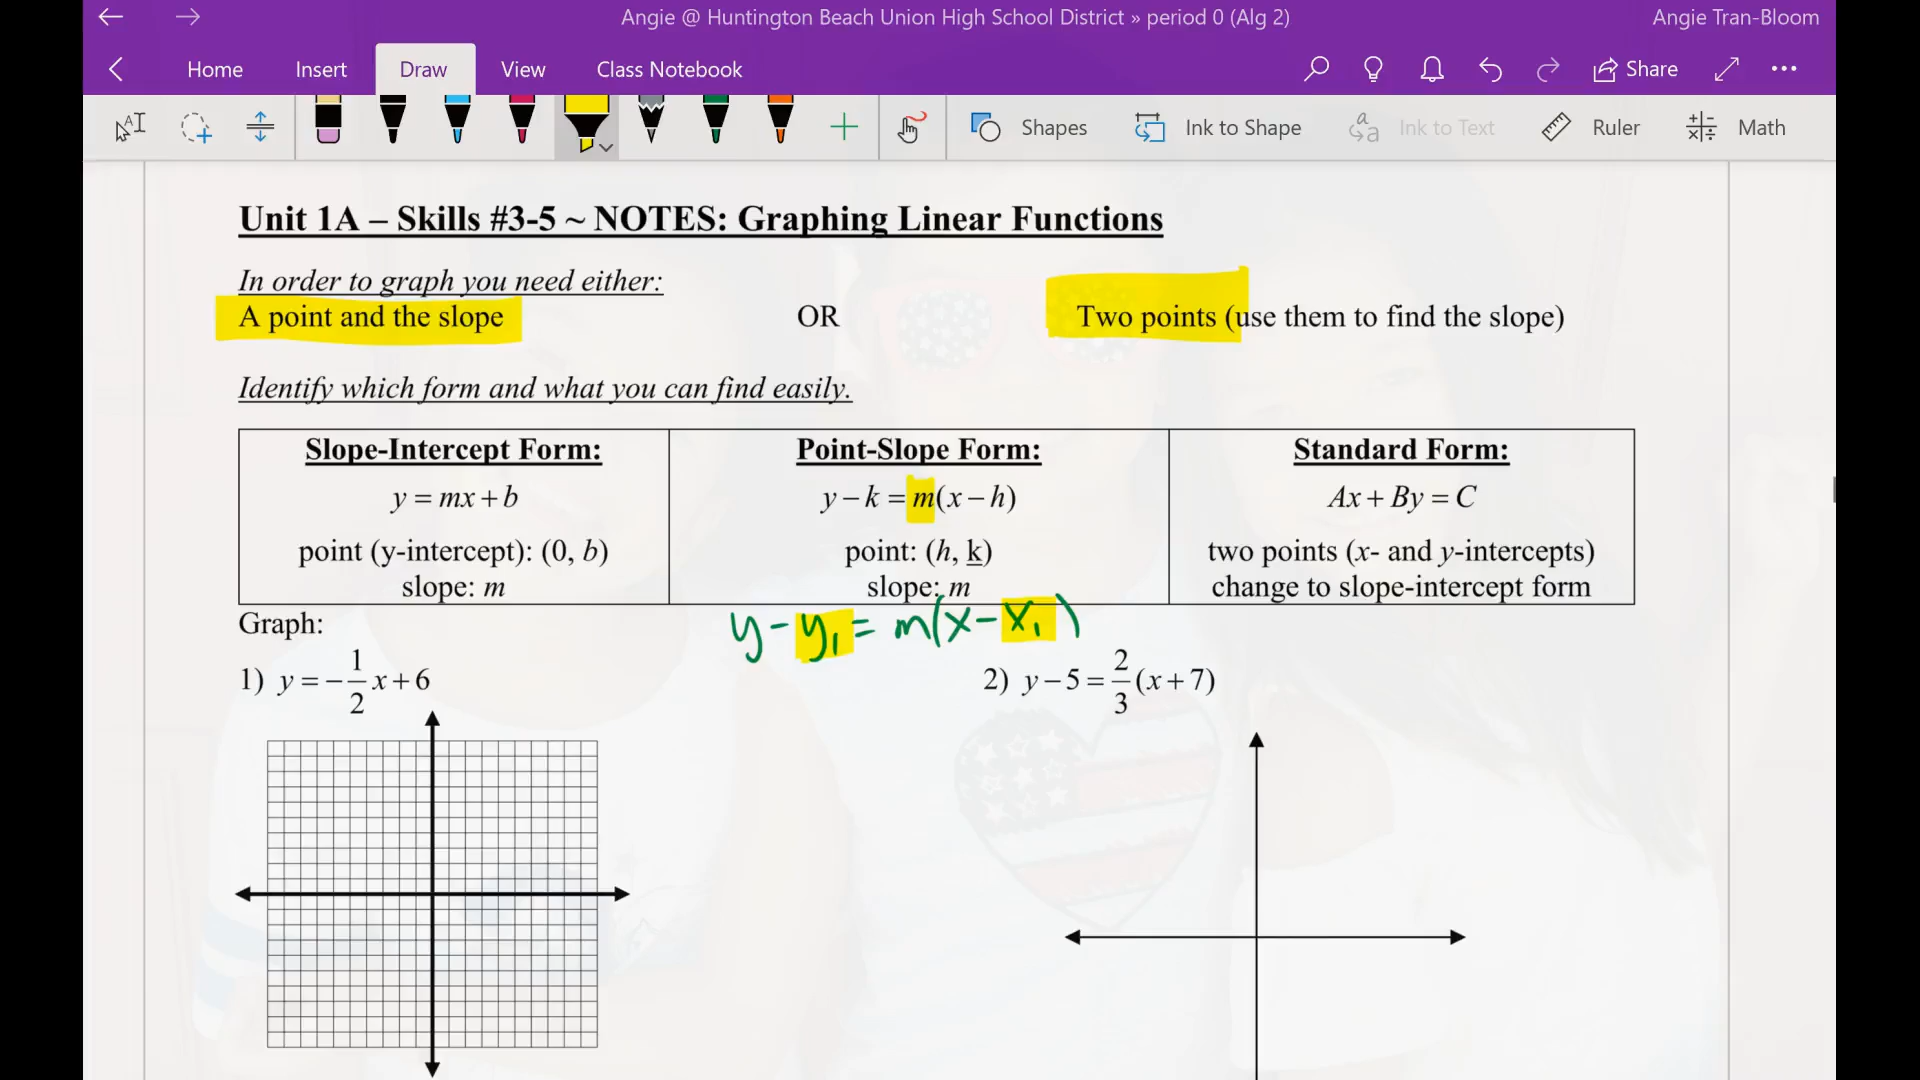 Angie @ Huntington Beach Union High School District » period 0 (Alg 2)
Angie Tran-Bloom
Home Insert Draw View Class Notebook Share
Shapes Ink to Shape Ink to Text Ruler Math
Unit 1A – Skills #3-5 ~ NOTES: Graphing Linear Functions
In order to graph you need either:
A point and the slope OR Two points (use them to find the slope)
Identify which form and what you can find easily.
Slope-Intercept Form:
y = mx + b
point (y-intercept): (0, b)
slope: m
Point-Slope Form:
y − k = m(x − h)
point: (h, k)
slope: m
Standard Form:
Ax + By = C
two points (x- and y-intercepts)
change to slope-intercept form
y - y₁ = m(x - x₁)
Graph:
1) y = −1/2 x + 6
2) y − 5 = 2/3 (x + 7)